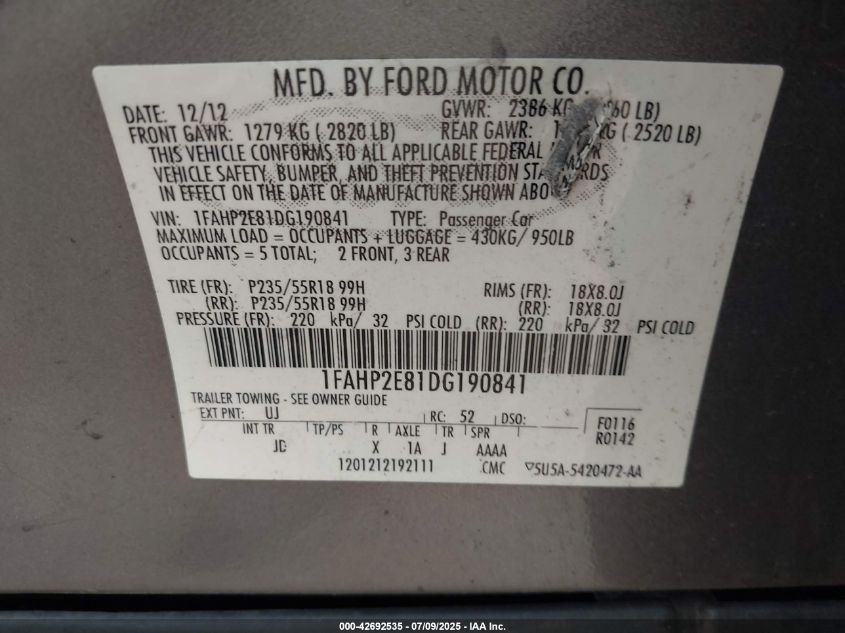 MFD. BY FORD MOTOR CO.
DATE: 12/12 GVWR: 2386 KG 60 LB)
FRONT GAWR: 1279 KG ( 2820 LB) REAR GAWR: KG ( 2520 LB)
THIS VEHICLE CONFORMS TO ALL APPLICABLE FEDERAL
VEHICLE SAFETY, BUMPER, AND THEFT PREVENTION
IN EFFECT ON THE DATE OF MANUFACTURE SHOWN
VIN: 1FAHP2E81DG190841 TYPE: Passenger Car
MAXIMUM LOAD = OCCUPANTS + LUGGAGE = 430KG/ 950LB
OCCUPANTS = 5 TOTAL; 2 FRONT, 3 REAR
TIRE (FR): P235/55R18 99H RIMS (FR): 18X8.0J
(RR): P235/55R18 99H (RR): 18X8.0J
PRESSURE (FR): 220 kPa/ 32 PSI COLD (RR): 220 kPa/ 32 PSI COLD
1FAHP2E81DG190841
TRAILER TOWING - SEE OWNER GUIDE
EXT PNT: UJ RC: 52 DSO: F0116
R0142
INT TR TP/PS R AXLE TR SPR
JD X 1A J AAAA
1201212192111 CMC ▽5U5A-5420472-AA
000-42692535 / 07/09/2025 - IAA Inc.